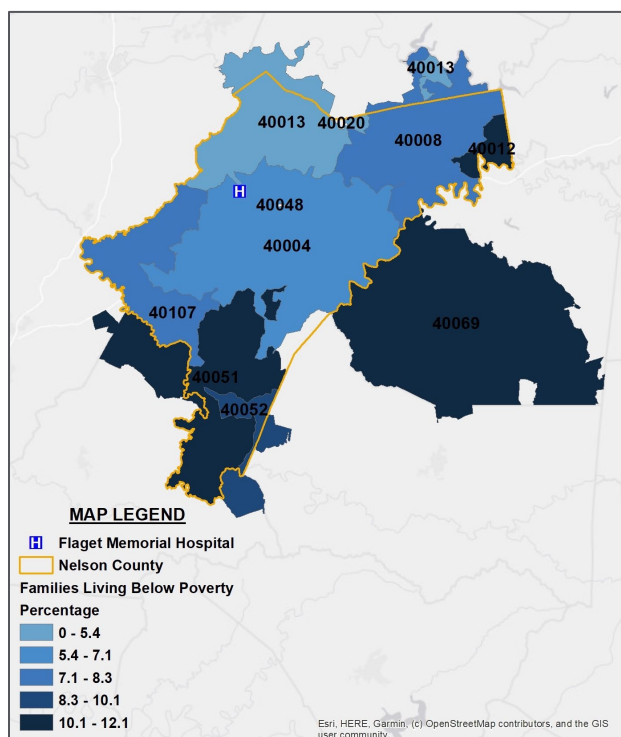 40013
40013
40020
40008
40012
40048
40004
40069
40107
40051
40052
MAP LEGEND
H
H Flaget Memorial Hospital
Nelson County
Families Living Below Poverty
Percentage
0 - 5.4
5.4 - 7.1
7.1 - 8.3
8.3 - 10.1
10.1 - 12.1
Esri, HERE, Garmin, (c) OpenStreetMap contributors, and the GIS
user community